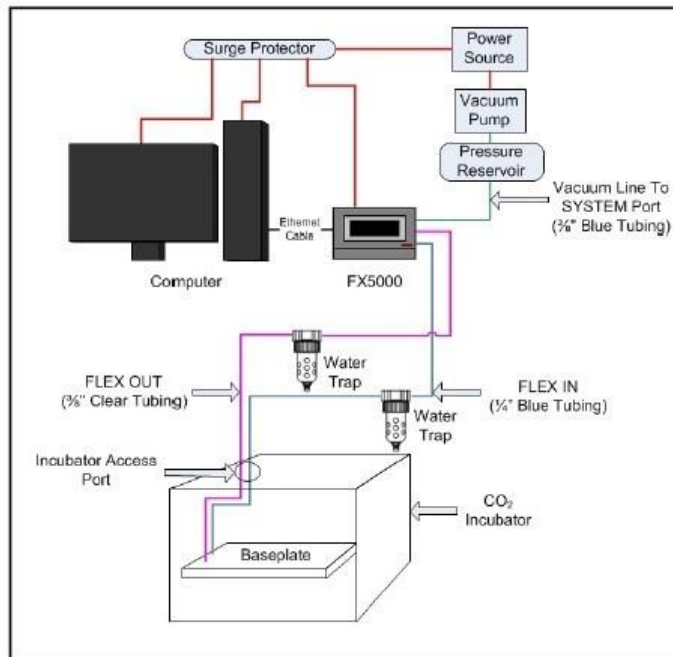 Surge Protector
Power
Source
Vacuum
Pump
Pressure
Reservoir
Vacuum Line To
SYSTEM Port
(⅜" Blue Tubing)
Ethernet
Cable
Computer
FX5000
Water
Trap
FLEX OUT
(⅜" Clear Tubing)
FLEX IN
(¼" Blue Tubing)
Water
Trap
Incubator Access
Port
CO₂
Incubator
Baseplate